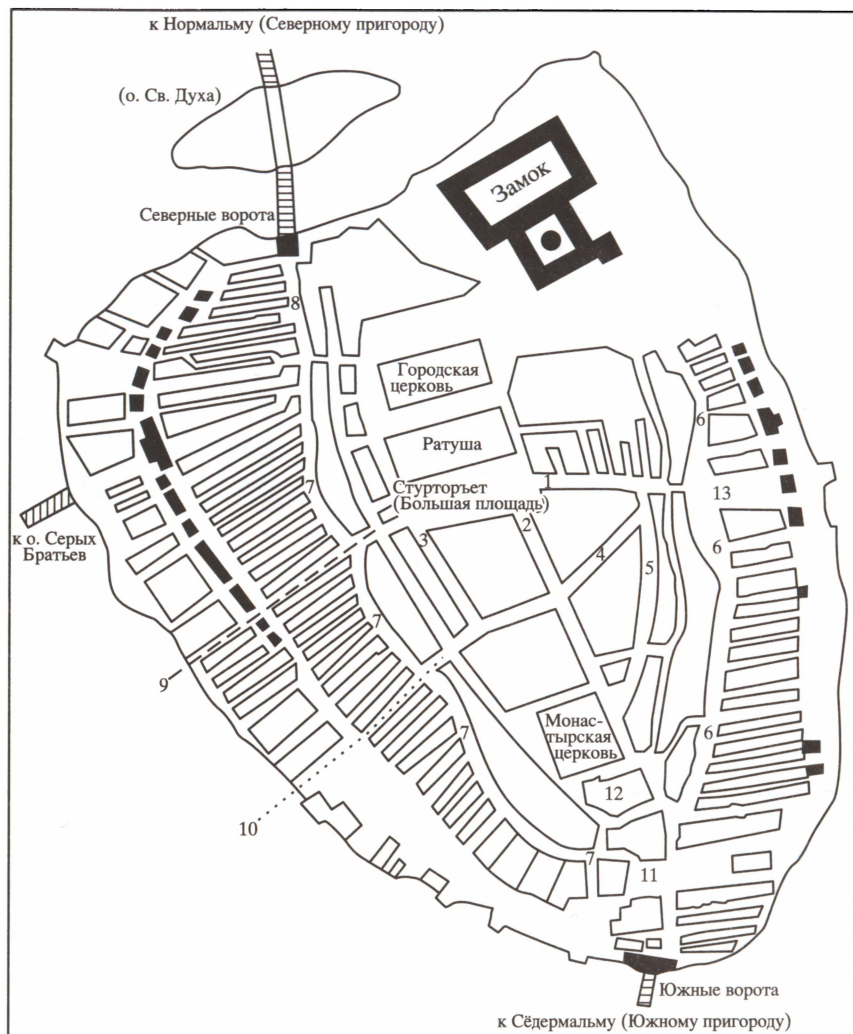 к Нормальму (Северному пригороду)
(о. Св. Духа)
Замок
Северные ворота
8
Городская
церковь
6
Ратуша
1
13
7
Стурторъет
(Большая площадь)
2
3
к о. Серых
Братьев
4
5
6
7
9
Монас-
тырская
церковь
6
7
12
10
7
11
Южные ворота
к Сёдермальму (Южному пригороду)